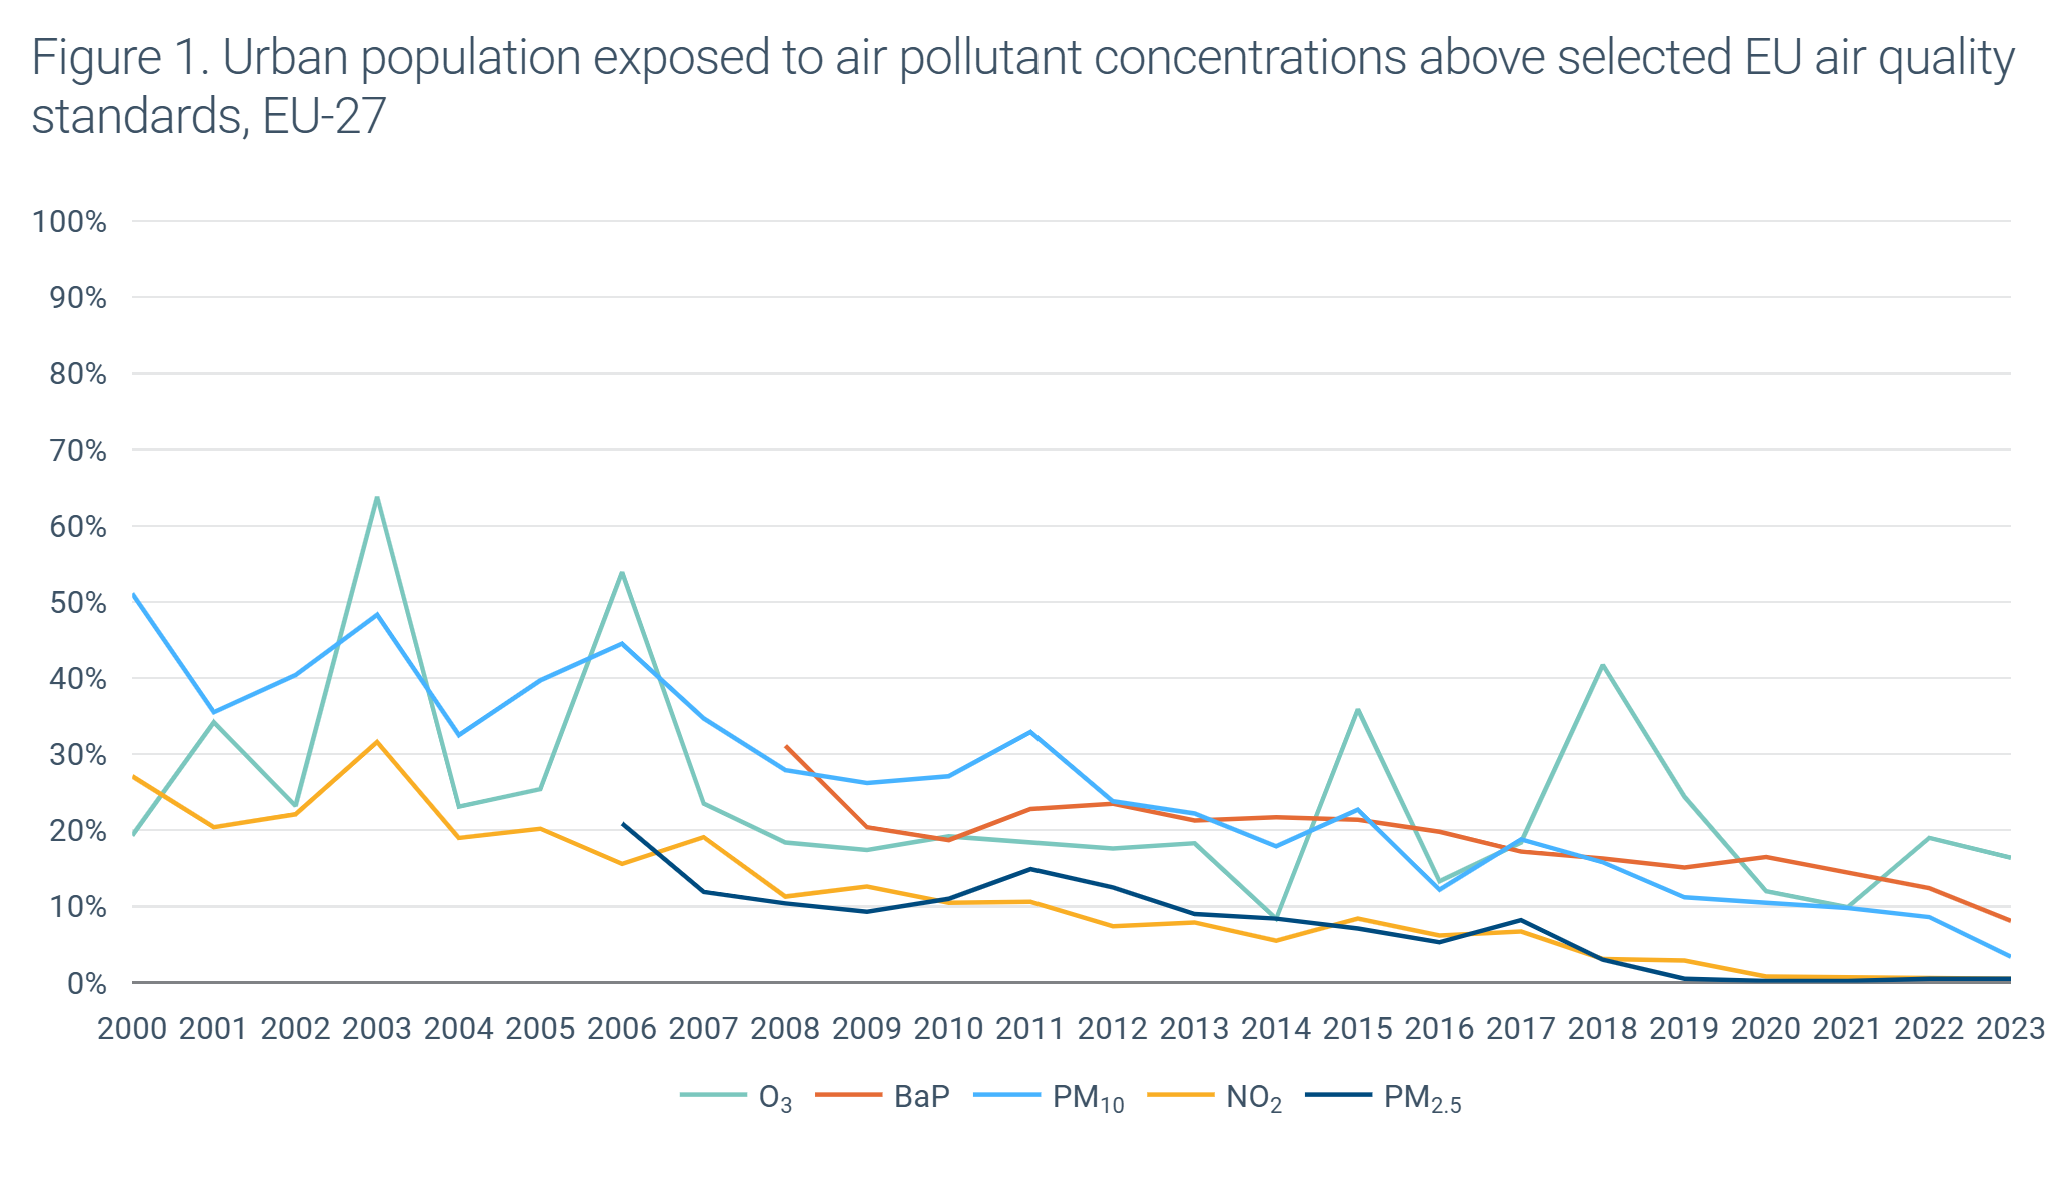 Figure 1. Urban population exposed to air pollutant concentrations above selected EU air quality
standards, EU-27
100%
90%
80%
70%
60%
50%
40%
30%
20%
10%
0%
2000 2001 2002 2003 2004 2005 2006 2007 2008 2009 2010 2011 2012 2013 2014 2015 2016 2017 2018 2019 2020 2021 2022 2023
O₃ BaP PM₁₀ NO₂ PM₂.₅